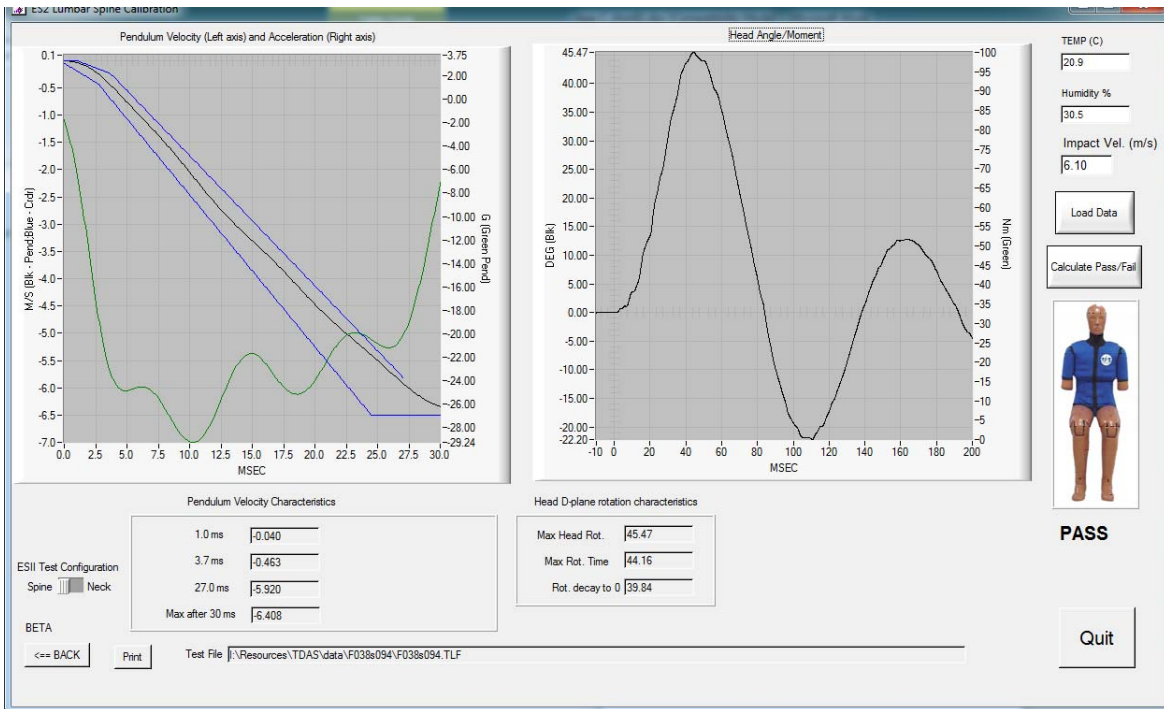 ES2 Lumbar Spine Calibration
Pendulum Velocity (Left axis) and Acceleration (Right axis)
0.1
-0.5
-1.0
-1.5
-2.0
-2.5
-3.0
-3.5
-4.0
-4.5
-5.0
-5.5
-6.0
-6.5
-7.0
M/S (Blk - Pend:Blue - Crdr)
3.75
2.00
0.00
-2.00
-4.00
-6.00
-8.00
-10.00
-12.00
-14.00
-16.00
-18.00
-20.00
-22.00
-24.00
-26.00
-28.00
-29.24
G (Green Pend)
0.0 2.5 5.0 7.5 10.0 12.5 15.0 17.5 20.0 22.5 25.0 27.5 30.0
MSEC
Head Angle/Moment
45.47
40.00
35.00
30.00
25.00
20.00
15.00
10.00
5.00
0.00
-5.00
-10.00
-15.00
-20.00
-22.20
DEG (Blk)
100
95
90
85
80
75
70
65
60
55
50
45
40
35
30
25
20
15
10
5
0
Nm (Green)
-10 0 20 40 60 80 100 120 140 160 180 200
MSEC
TEMP (C)
20.9
Humidity %
30.5
Impact Vel. (m/s)
6.10
Load Data
Calculate Pass/Fail
PASS
Pendulum Velocity Characteristics
1.0 ms -0.040
3.7 ms -0.463
27.0 ms -5.920
Max after 30 ms -6.408
Head D-plane rotation characteristics
Max Head Rot. 45.47
Max Rot. Time 44.16
Rot. decay to 0 39.84
ESII Test Configuration
Spine Neck
BETA
<== BACK
Print
Test File I:\Resources\TDAS\data\F038s094\F038s094.TLF
Quit